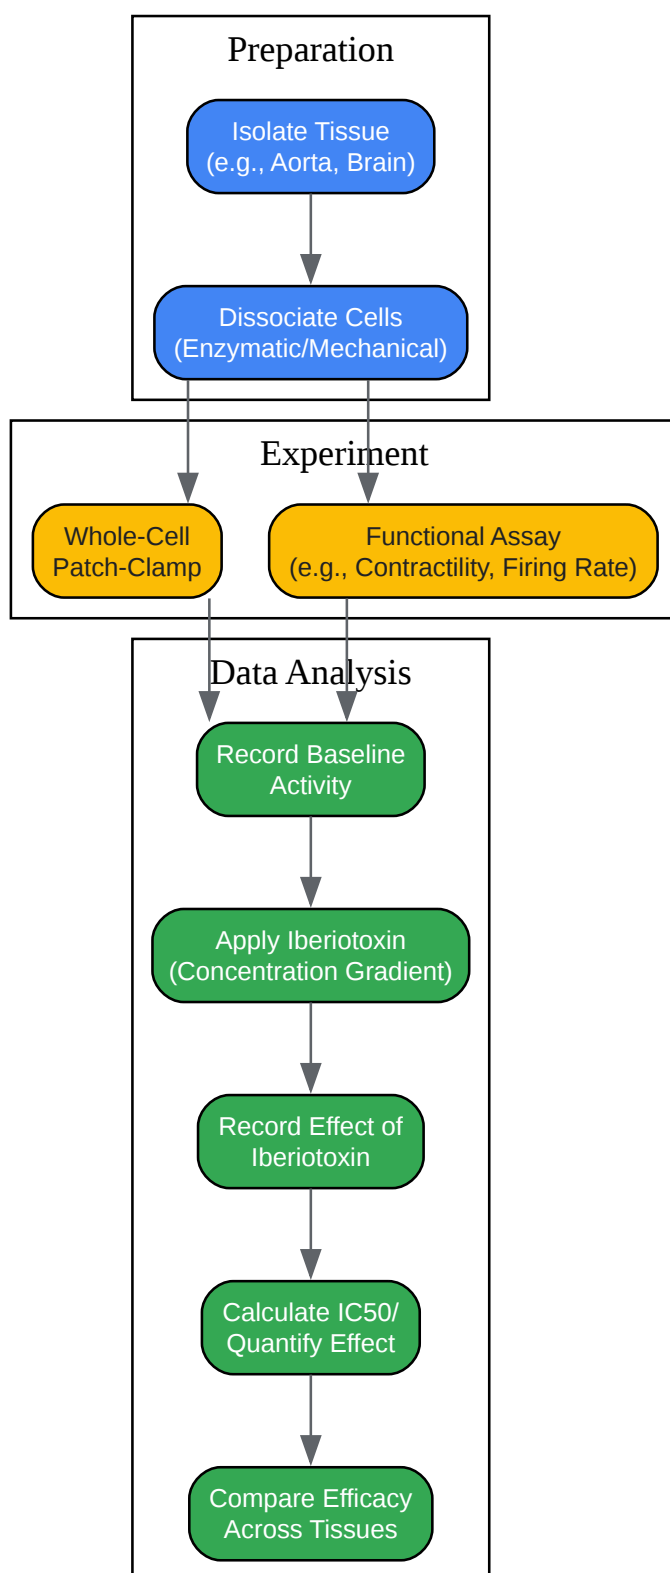 Preparation
Isolate Tissue
(e.g., Aorta, Brain)
Dissociate Cells
(Enzymatic/Mechanical)
Experiment
Whole-Cell
Patch-Clamp
Functional Assay
(e.g., Contractility, Firing Rate)
Data Analysis
Record Baseline
Activity
Apply Iberiotoxin
(Concentration Gradient)
Record Effect of
Iberiotoxin
Calculate IC50/
Quantify Effect
Compare Efficacy
Across Tissues